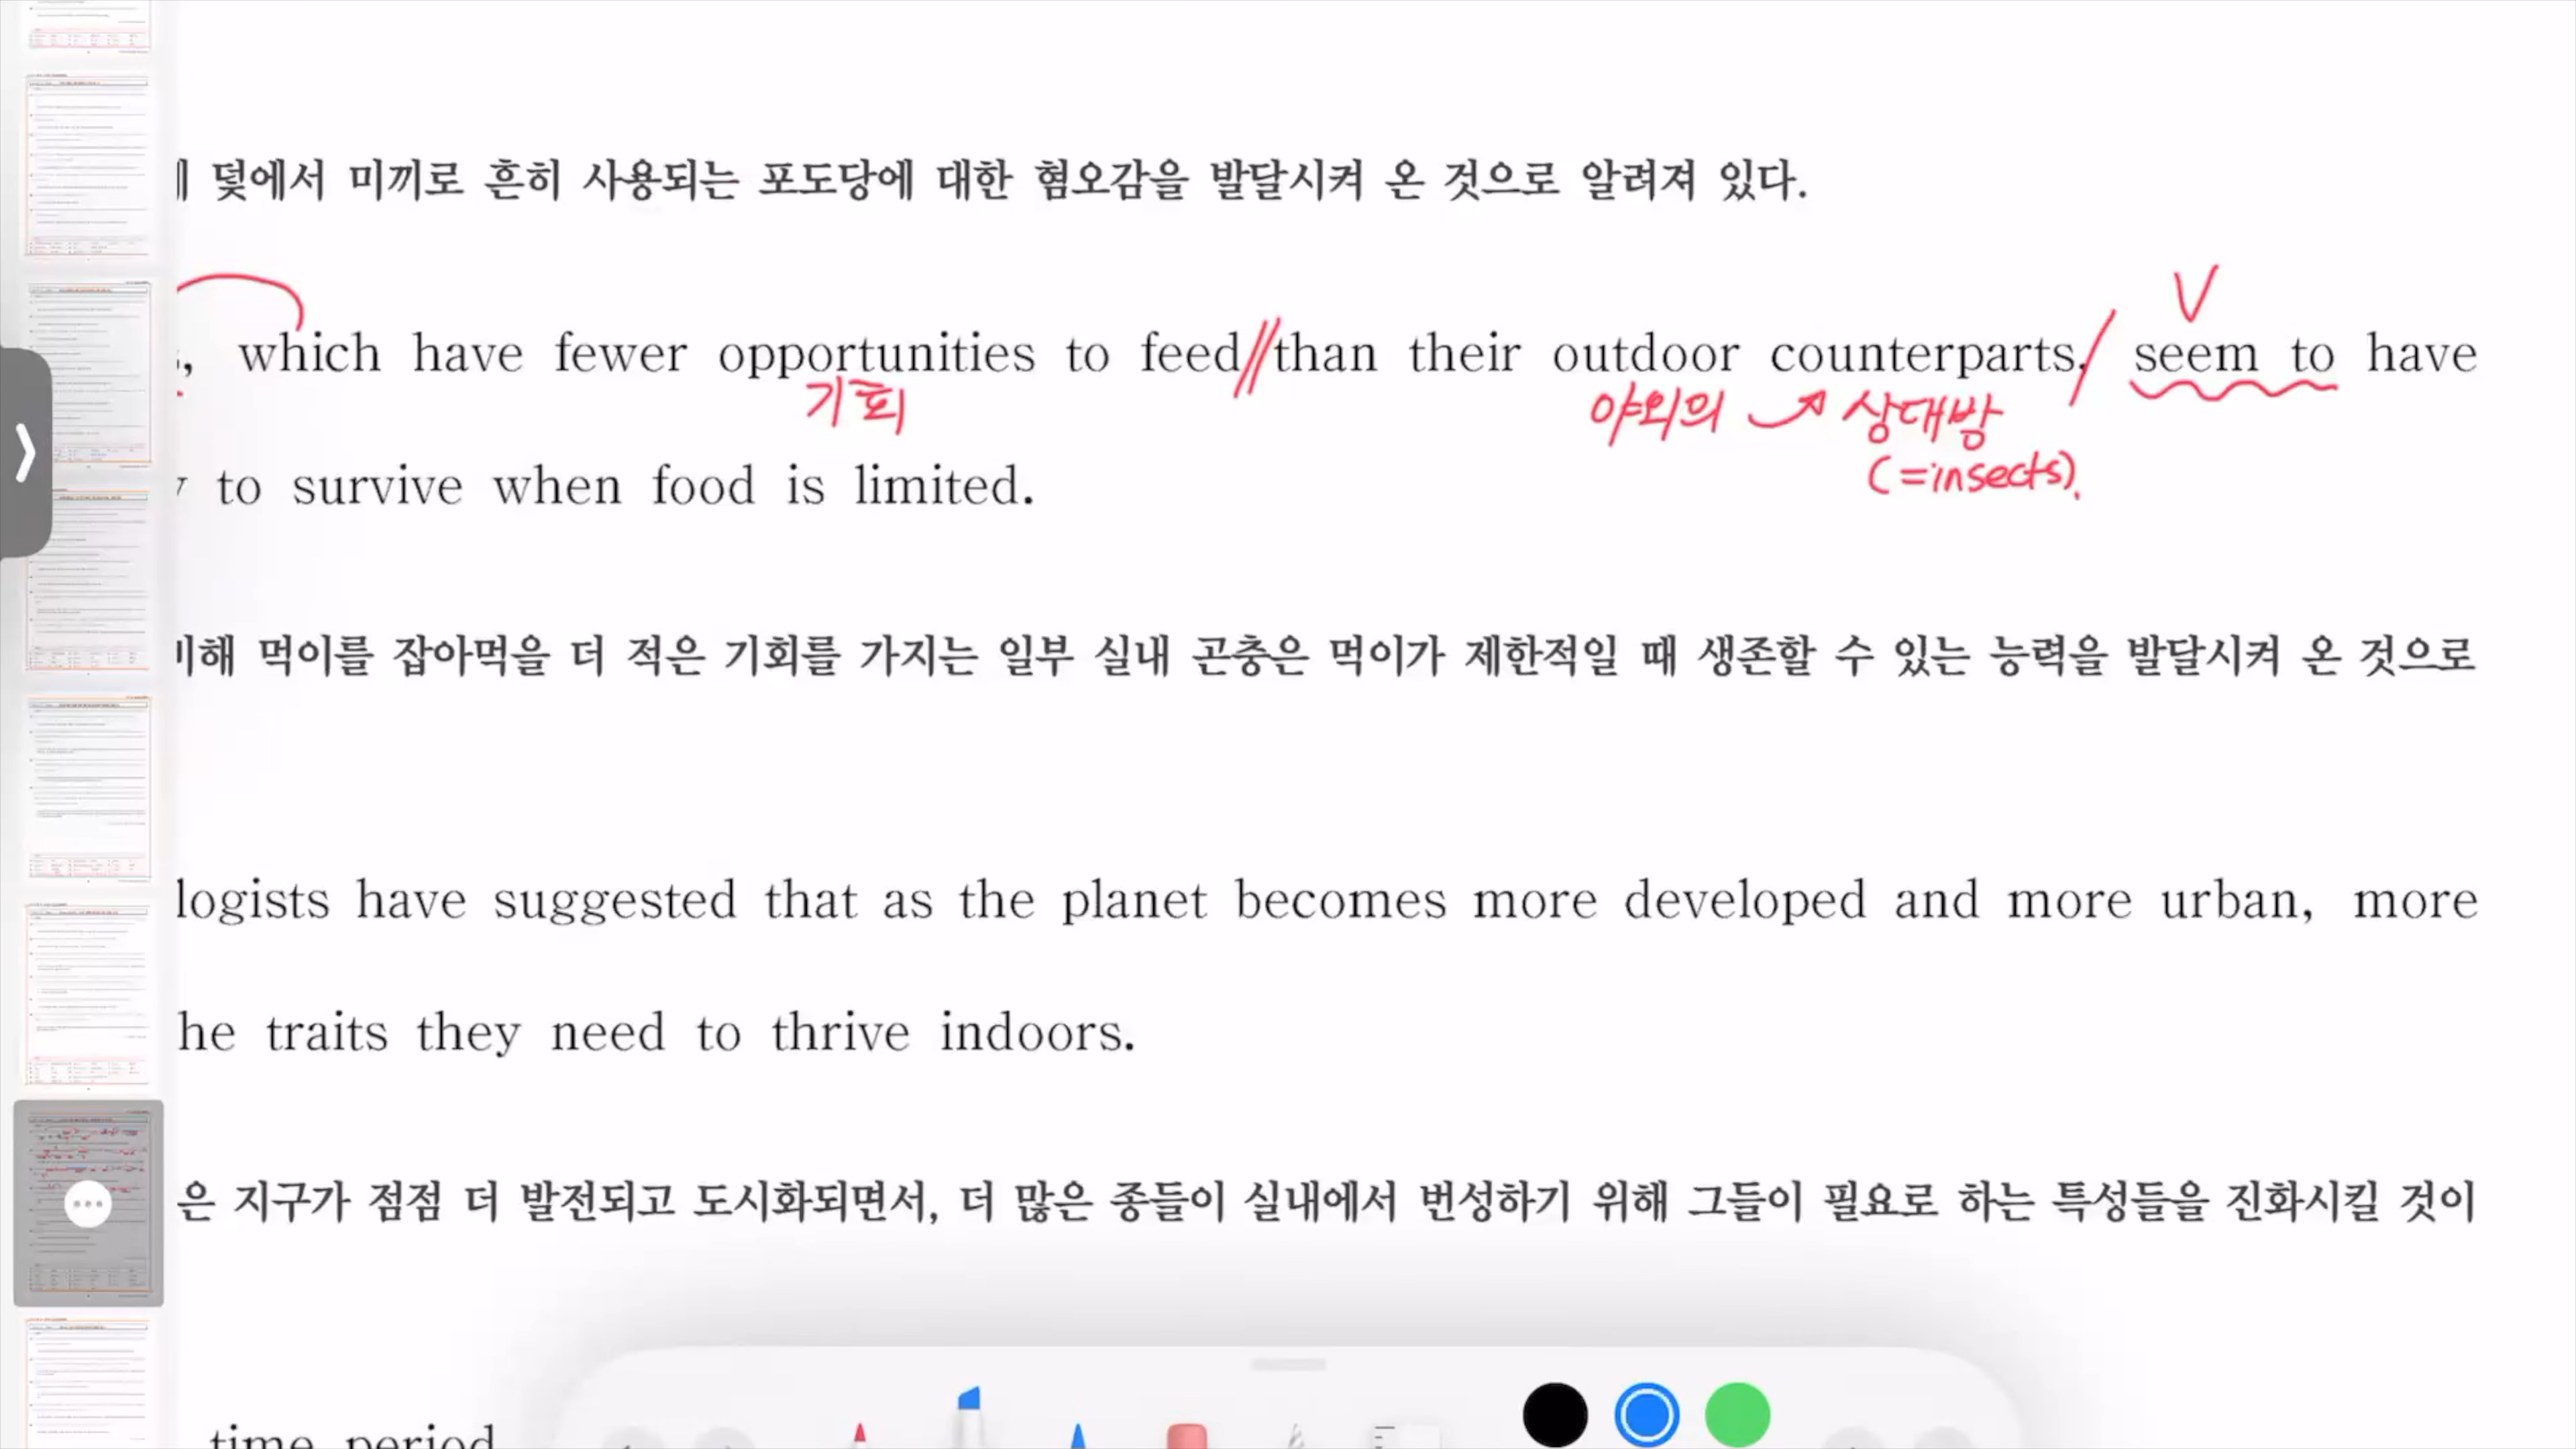 덫에서 미끼로 흔히 사용되는 포도당에 대한 혐오감을 발달시켜 온 것으로 알려져 있다.
V
, which have fewer opportunities to feed//than their outdoor counterparts,/ seem to have
기회 야외의 상대방
(=insects).
to survive when food is limited.
비해 먹이를 잡아먹을 더 적은 기회를 가지는 일부 실내 곤충은 먹이가 제한적일 때 생존할 수 있는 능력을 발달시켜 온 것으로
logists have suggested that as the planet becomes more developed and more urban, more
he traits they need to thrive indoors.
은 지구가 점점 더 발전되고 도시화되면서, 더 많은 종들이 실내에서 번성하기 위해 그들이 필요로 하는 특성들을 진화시킬 것이
time period